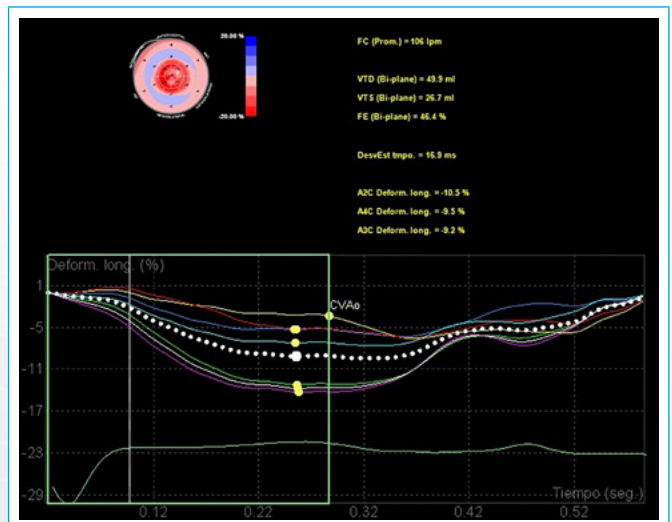 20.00 %
-20.00 %
FC (Prom.) = 106 lpm
VTD (Bi-plane) = 49.9 ml
VTS (Bi-plane) = 26.7 ml
FE (Bi-plane) = 46.4 %
DesvEst tmpo. = 16.9 ms
A2C Deform. long. = -10.5 %
A4C Deform. long. = -9.5 %
A3C Deform. long. = -9.2 %
Deform. long. (%)
1
CVAo
-5
-11
-17
-23
-29
Tiempo (seg.)
0.12
0.22
0.32
0.42
0.52